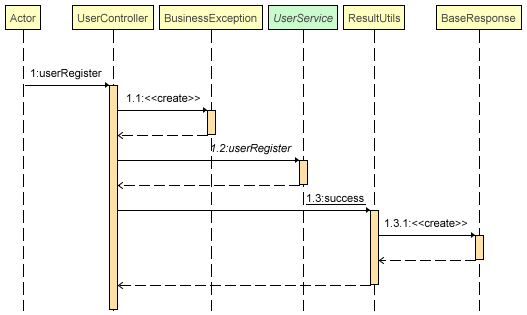 Actor UserController BusinessException UserService ResultUtils BaseResponse
1:userRegister
1.1:<<create>>
1.2:userRegister
1.3:success
1.3.1:<<create>>